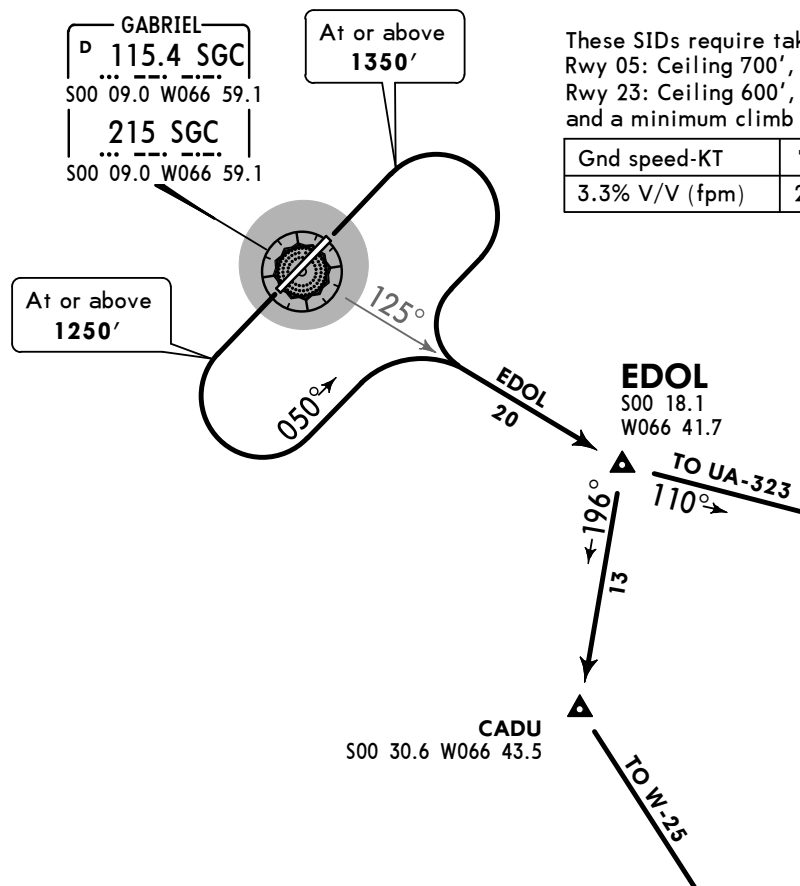 GABRIEL
D 115.4 SGC
S00 09.0 W066 59.1
215 SGC
S00 09.0 W066 59.1
At or above
1350'
These SIDs require tak
Rwy 05: Ceiling 700',
Rwy 23: Ceiling 600',
and a minimum climb
Gnd speed-KT
3.3% V/V (fpm) 2
At or above
1250'
125°
050°
EDOL
20
EDOL
S00 18.1
W066 41.7
TO UA-323
110°
196°
13
CADU
S00 30.6 W066 43.5
TO W-25